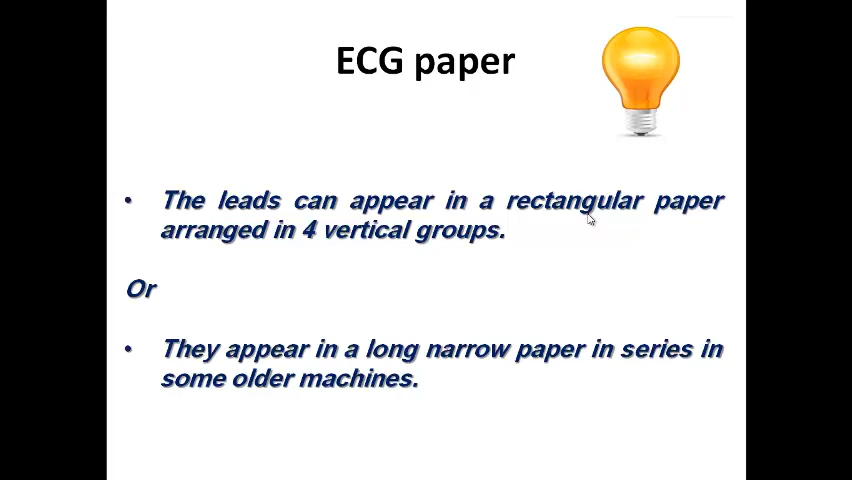 ECG paper
• The leads can appear in a rectangular paper
arranged in 4 vertical groups.
Or
• They appear in a long narrow paper in series in
some older machines.